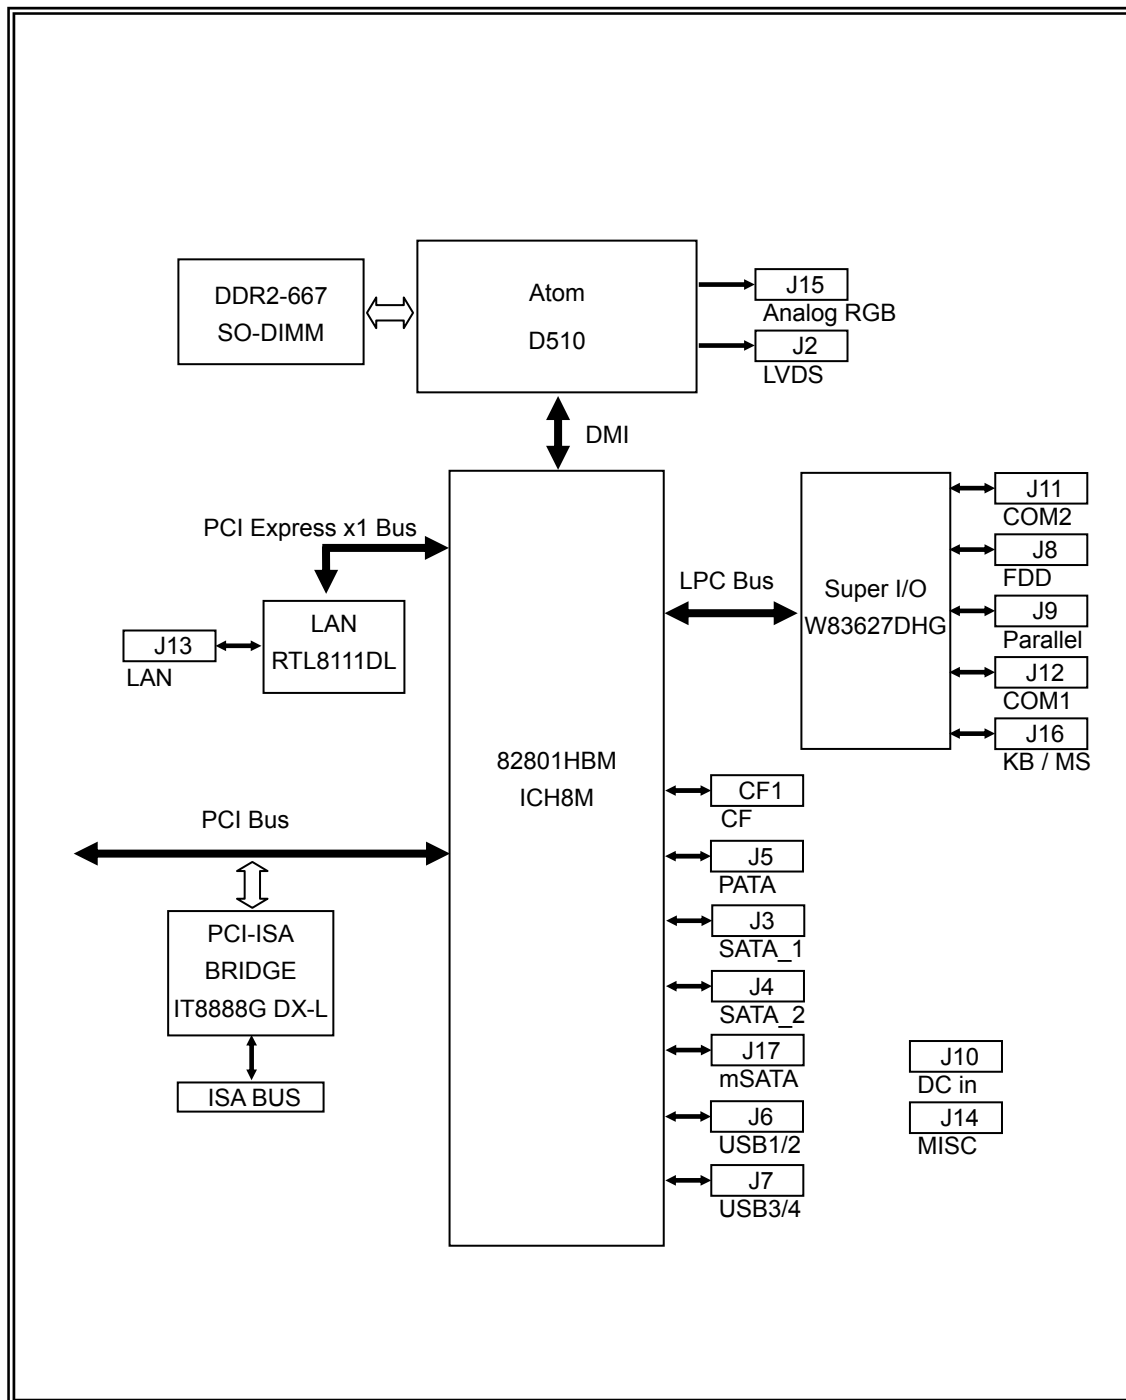 DDR2-667
SO-DIMM
Atom
D510
J15
Analog RGB
J2
LVDS
DMI
PCI Express x1 Bus
LAN
RTL8111DL
J13
LAN
LPC Bus
Super I/O
W83627DHG
J11
COM2
J8
FDD
J9
Parallel
J12
COM1
J16
KB / MS
82801HBM
ICH8M
PCI Bus
PCI-ISA
BRIDGE
IT8888G DX-L
ISA BUS
CF1
CF
J5
PATA
J3
SATA_1
J4
SATA_2
J17
mSATA
J6
USB1/2
J7
USB3/4
J10
DC in
J14
MISC